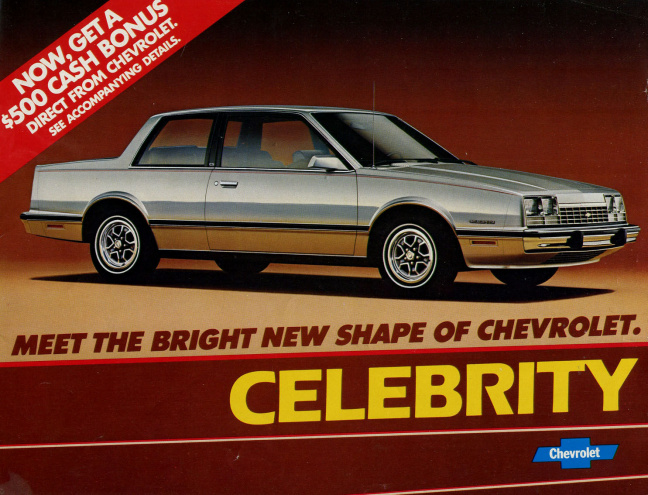 NOW, GET A
$500 CASH BONUS
DIRECT FROM CHEVROLET.
SEE ACCOMPANYING DETAILS.
MEET THE BRIGHT NEW SHAPE OF CHEVROLET.
CELEBRITY
Chevrolet